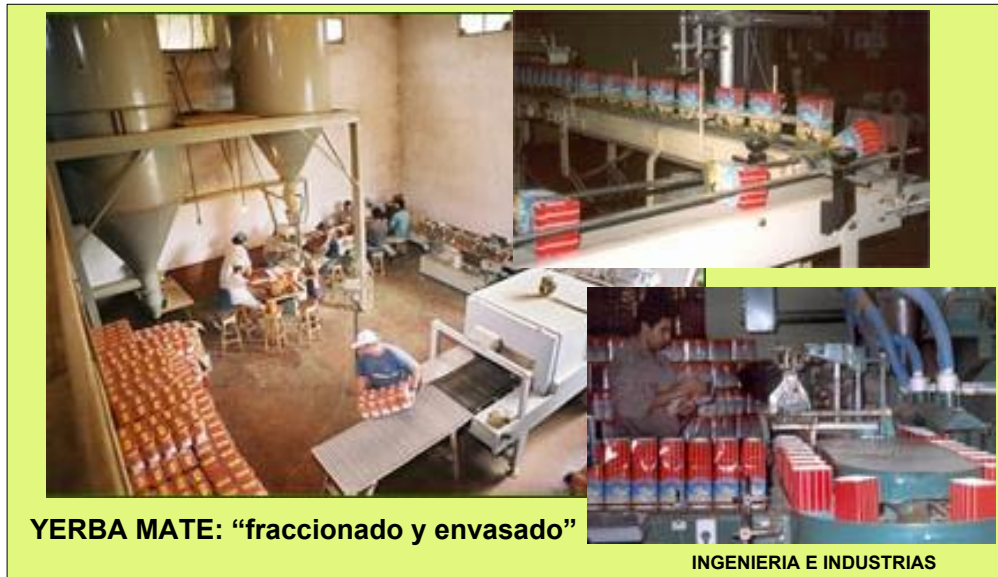 YERBA MATE: “fraccionado y envasado”
INGENIERIA E INDUSTRIAS